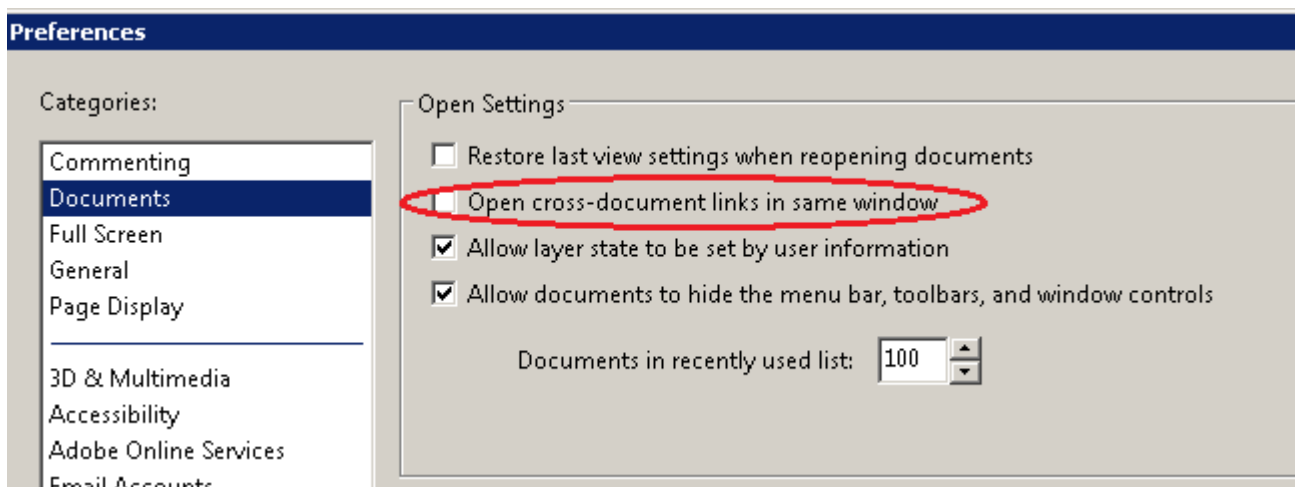 Preferences
Categories:
Commenting
Documents
Full Screen
General
Page Display
3D & Multimedia
Accessibility
Adobe Online Services
Email Accounts
Open Settings
Restore last view settings when reopening documents
Open cross-document links in same window
Allow layer state to be set by user information
Allow documents to hide the menu bar, toolbars, and window controls
Documents in recently used list: 100